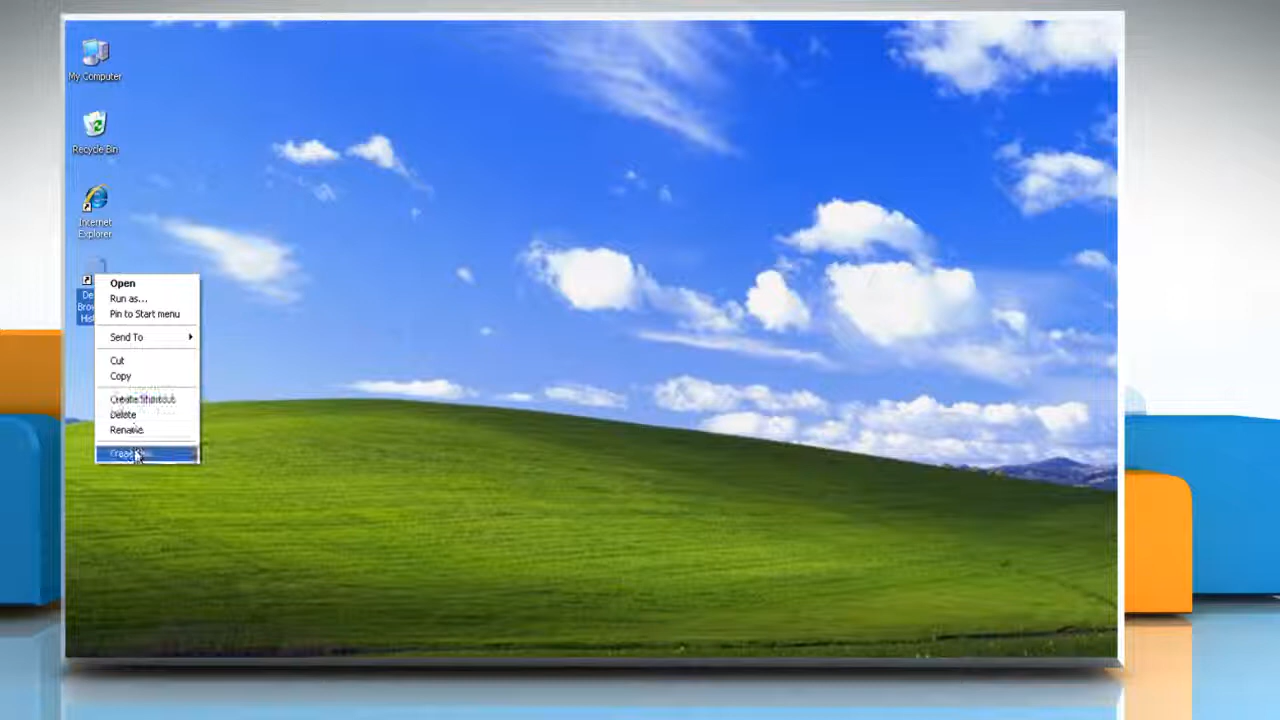 My Computer
Recycle Bin
Internet
Explorer
Open
Run as...
Pin to Start menu
Send To
Cut
Copy
Create Shortcut
Delete
Rename